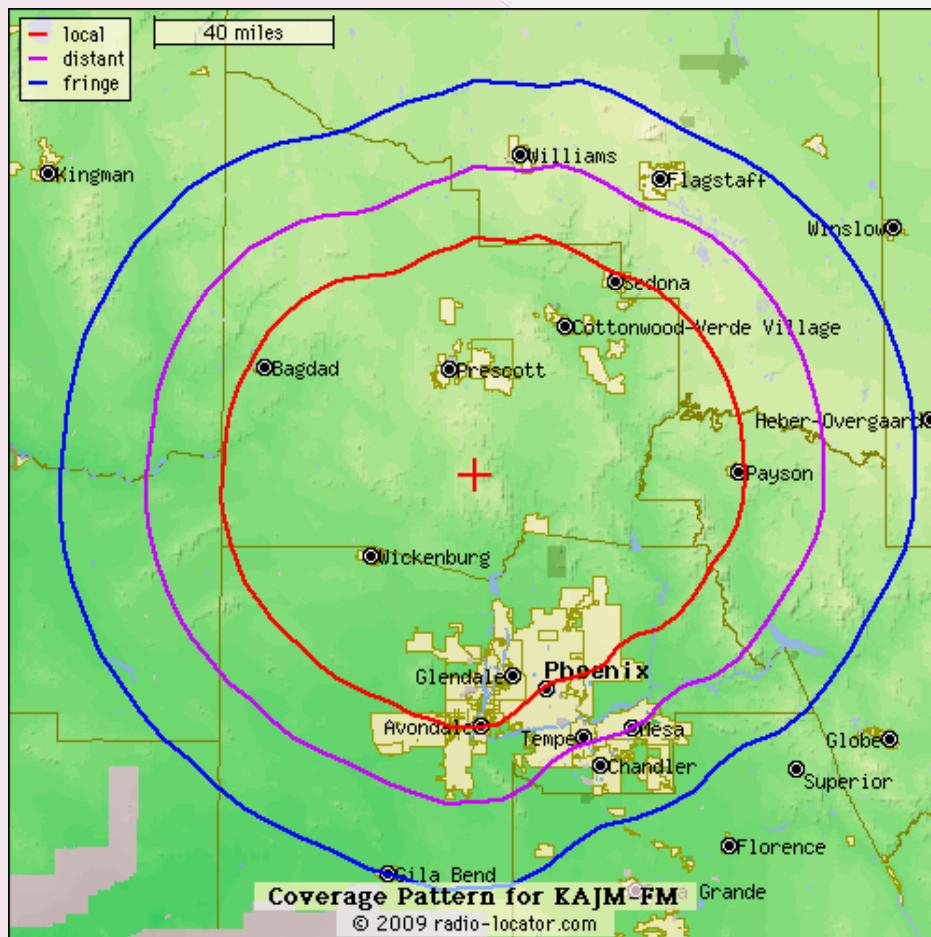 local
distant
fringe
40 miles
Williams
Kingman
Flagstaff
Winslow
Sedona
Cottonwood-Verde Village
Bagdad
Prescott
Heber-Overgaard
Payson
Wickenburg
Phoenix
Glendale
Avondale
Tempe
Mesa
Globe
Chandler
Superior
Florence
Gila Bend
Casa Grande
Coverage Pattern for KAJM-FM
© 2009 radio-locator.com